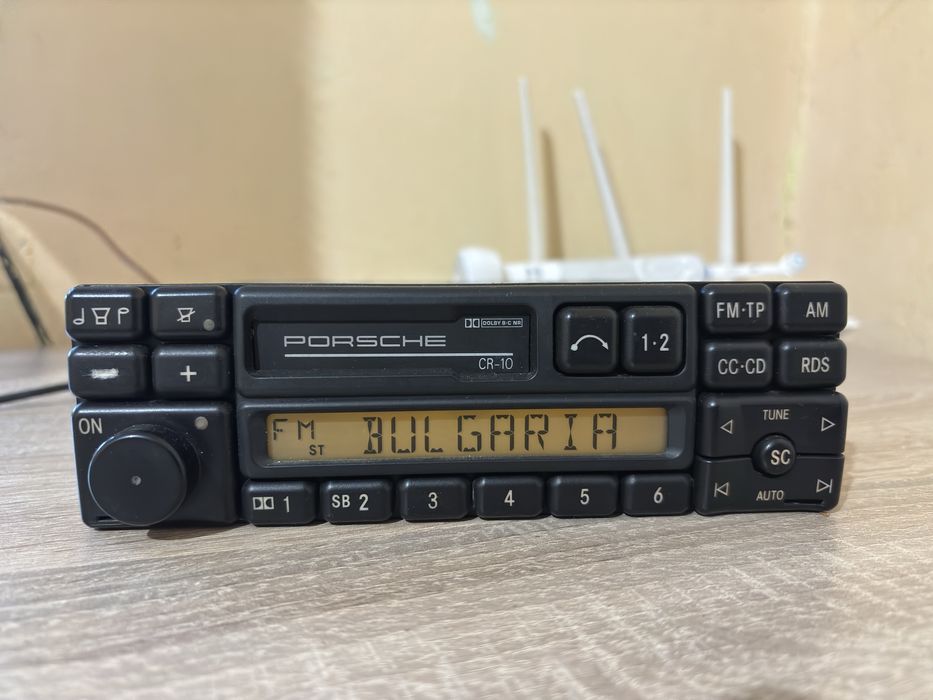 PORSCHE
DOLBY B·C NR
CR-10
1·2
FM·TP
AM
CC·CD
RDS
+
ON
FM ST BULGARIA
TUNE
SC
AUTO
1
SB 2
3
4
5
6